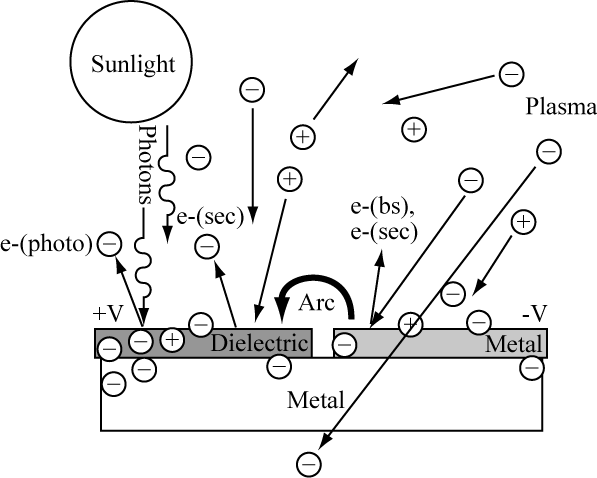 Sunlight
Photons
Plasma
e-(sec)
e-(bs),
e-(sec)
e-(photo)
Arc
+V
-V
Dielectric
Metal
Metal